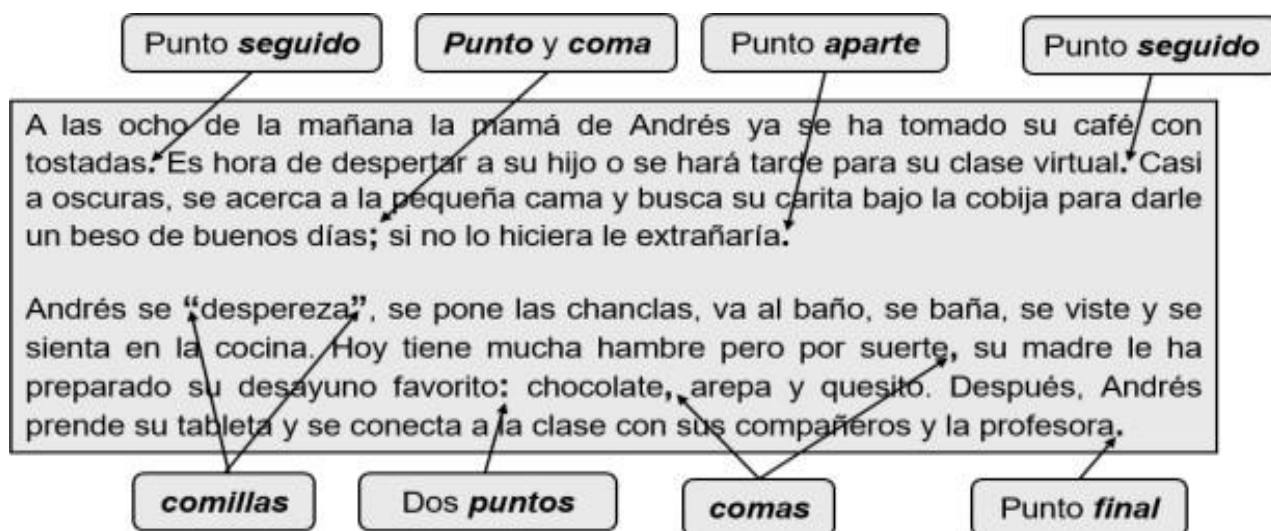 Punto seguido
Punto y coma
Punto aparte
Punto seguido
A las ocho de la mañana la mamá de Andrés ya se ha tomado su café con
tostadas. Es hora de despertar a su hijo o se hará tarde para su clase virtual. Casi
a oscuras, se acerca a la pequeña cama y busca su carita bajo la cobija para darle
un beso de buenos días; si no lo hiciera le extrañaría.
Andrés se “despereza”, se pone las chanclas, va al baño, se baña, se viste y se
sienta en la cocina. Hoy tiene mucha hambre pero por suerte, su madre le ha
preparado su desayuno favorito: chocolate, arepa y quesito. Después, Andrés
prende su tableta y se conecta a la clase con sus compañeros y la profesora.
comillas
Dos puntos
comas
Punto final